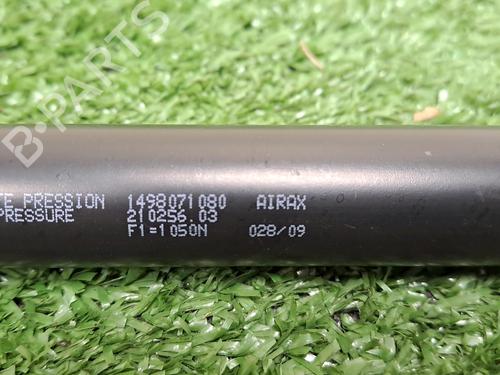 PRESSION 1498071080 AIRAX
PRESSURE 210256.03
F1=1050N 028/09
B-PARTS